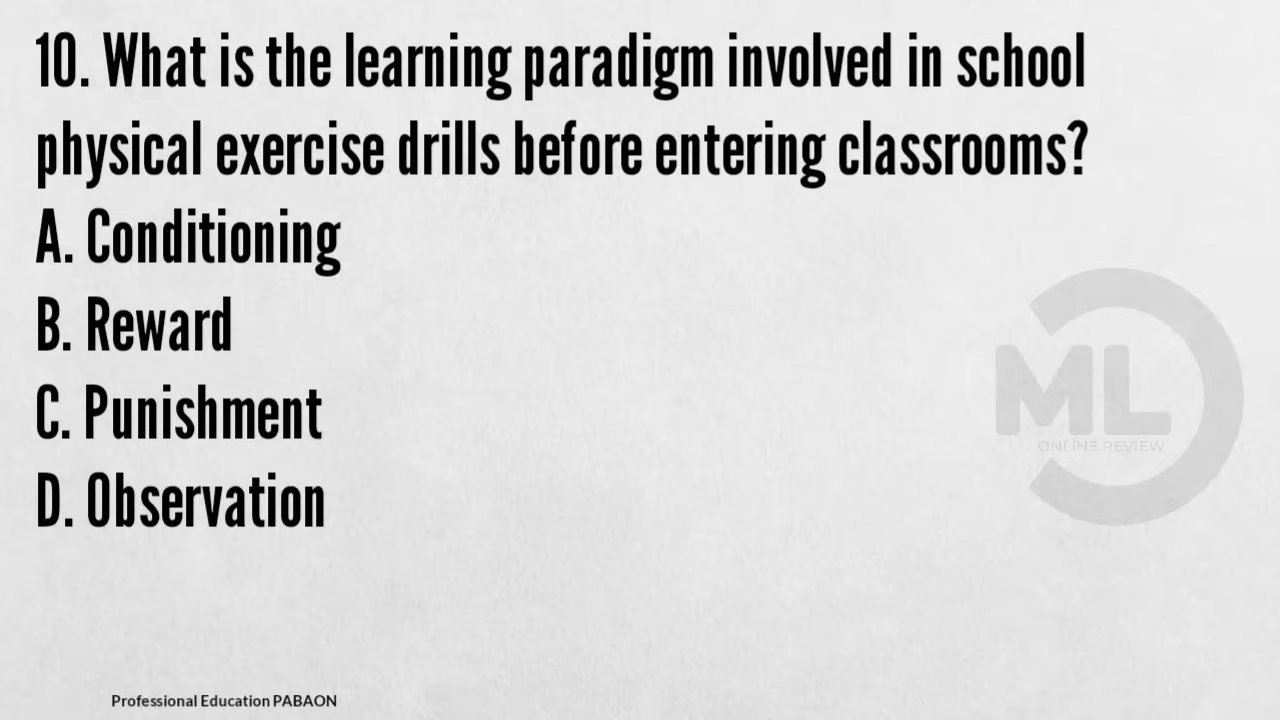 10. What is the learning paradigm involved in school
physical exercise drills before entering classrooms?
A. Conditioning
B. Reward
C. Punishment
D. Observation
ML
ONLINE REVIEW
Professional Education PABAON